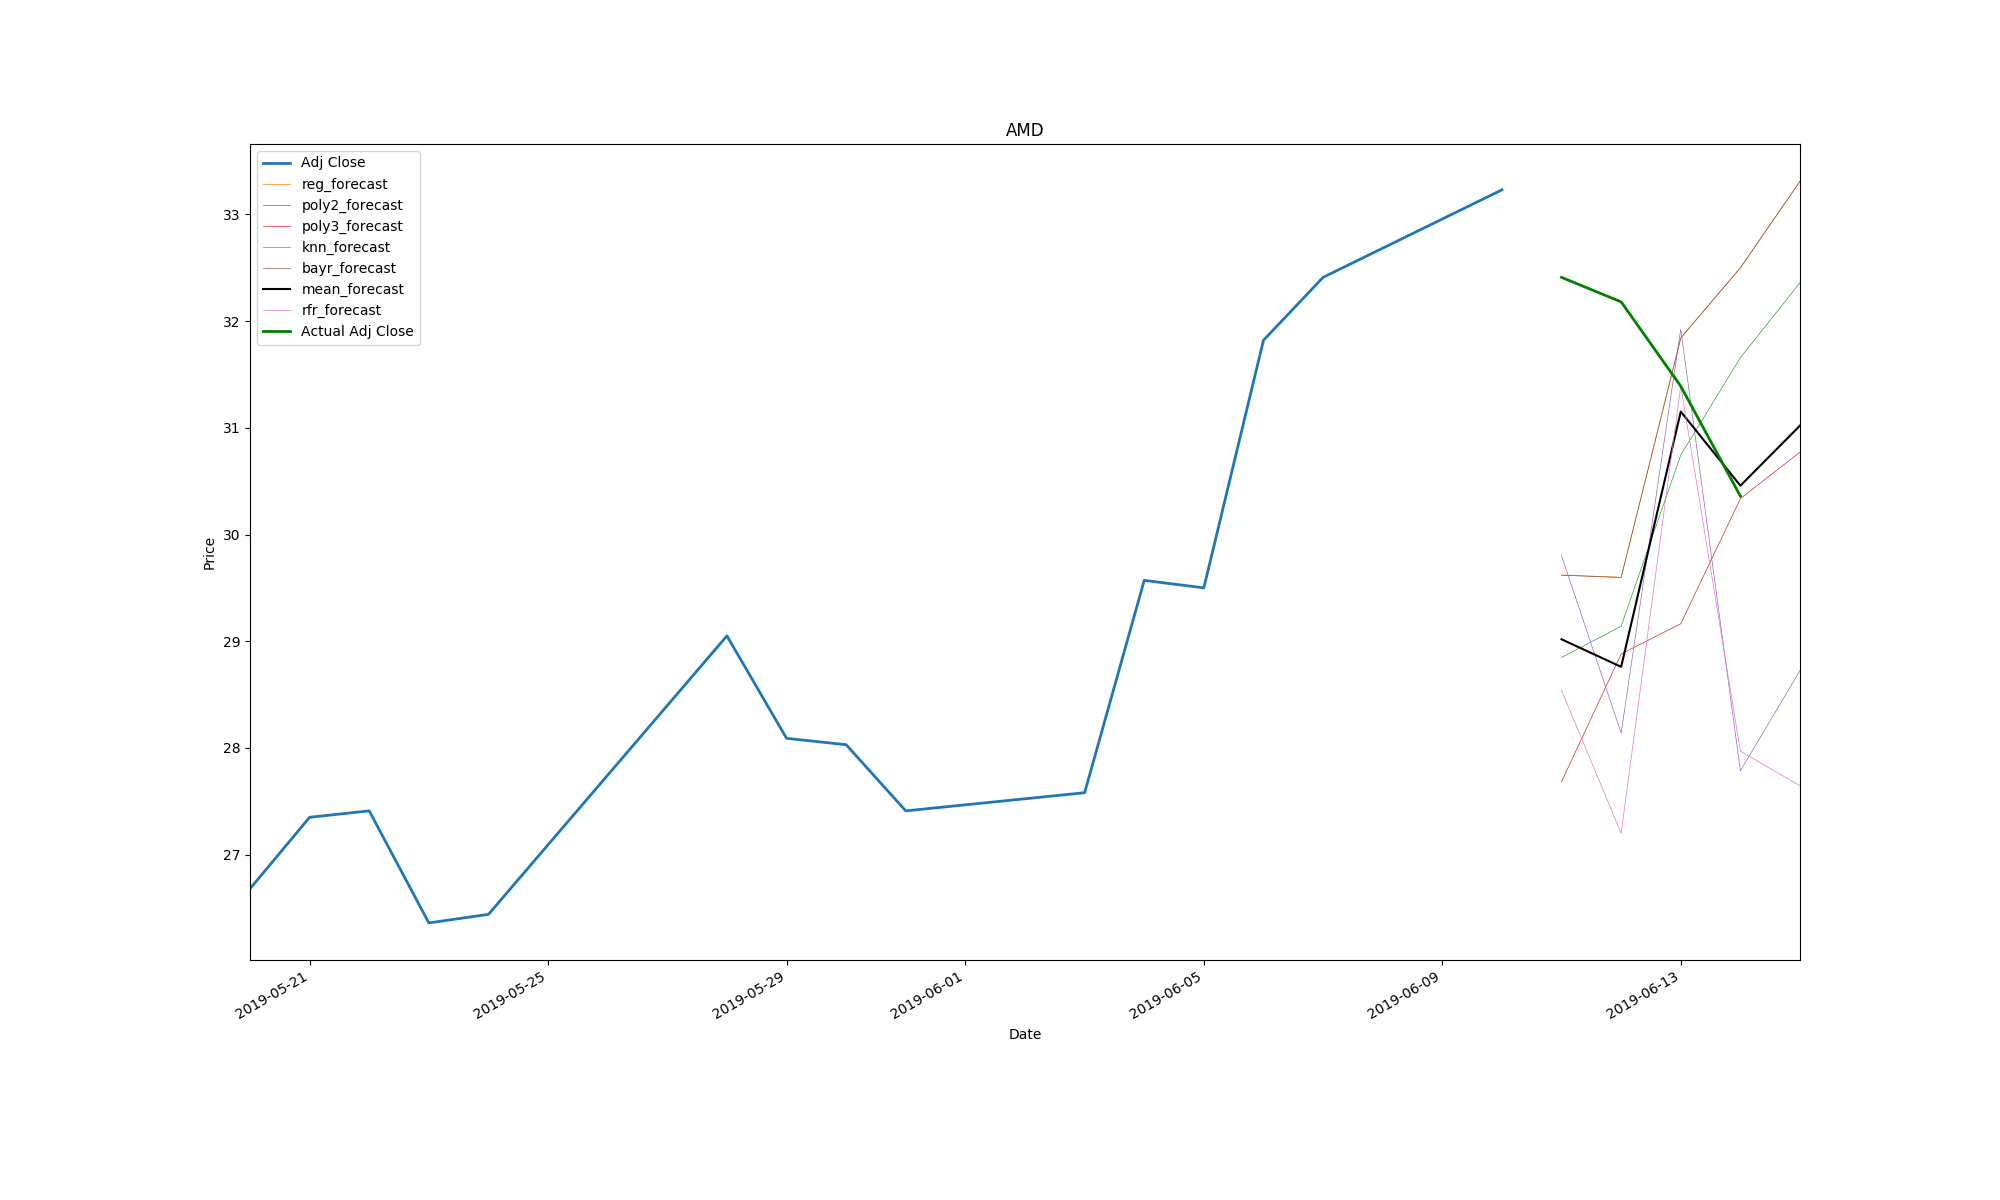 AMD
Adj Close
reg_forecast
poly2_forecast
poly3_forecast
knn_forecast
bayr_forecast
mean_forecast
rfr_forecast
Actual Adj Close
33
32
31
30
29
28
27
Price
2019-05-21
2019-05-25
2019-05-29
2019-06-01
2019-06-05
2019-06-09
2019-06-13
Date